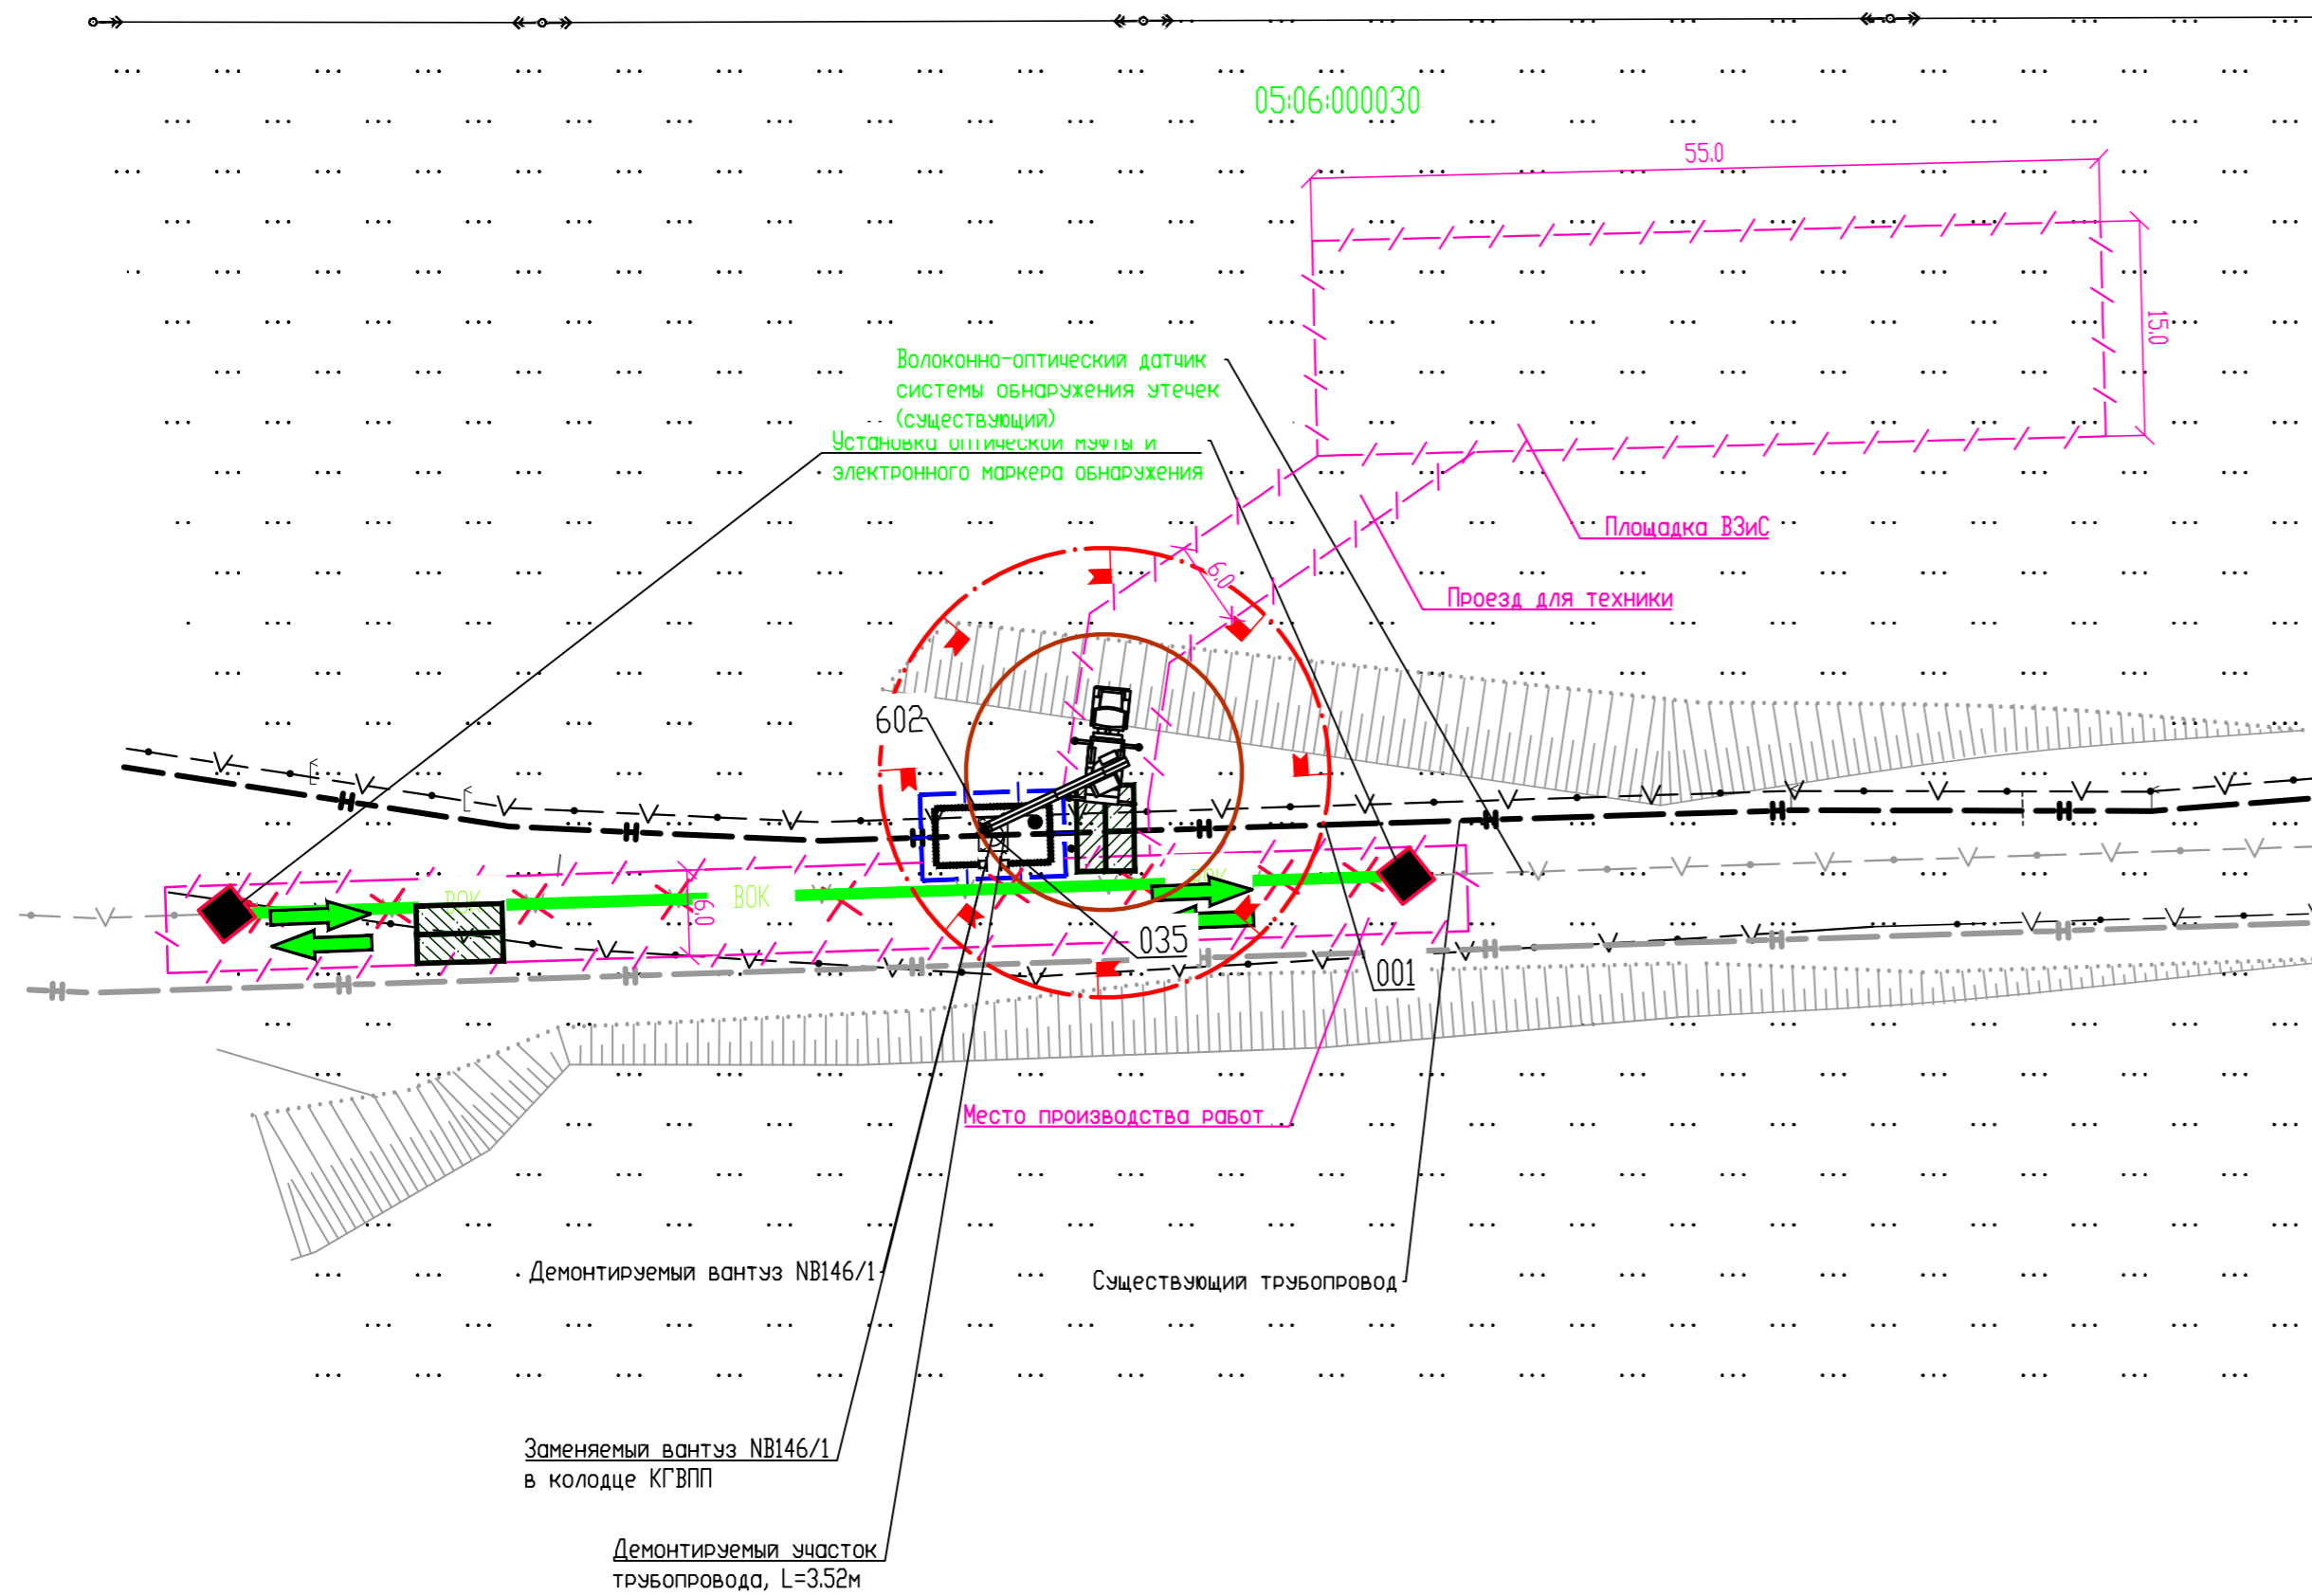 05:06:000030
55.0
15.0
Волоконно-оптический датчик
системы обнаружения утечек
(существующий)
Установка оптической муфты и
электронного маркера обнаружения
Площадка ВЗиС
6.0
Проезд для техники
602
ВОК
ВОК
ВОК
6.0
035
001
Место производства работ
Демонтируемый вантуз NB146/1
Существующий трубопровод
Заменяемый вантуз NB146/1
в колодце КГВПП
Демонтируемый участок
трубопровода, L=3.52м